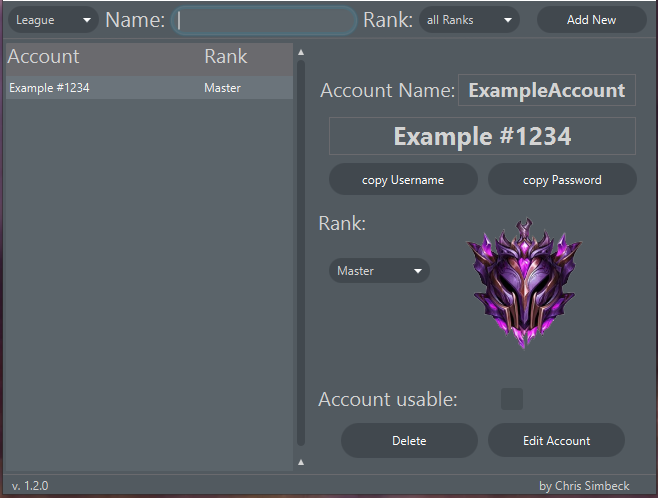 League Name: Rank: all Ranks Add New
Account Rank
Example #1234 Master
Account Name: ExampleAccount
Example #1234
copy Username copy Password
Rank:
Master
Account usable:
Delete Edit Account
v. 1.2.0 by Chris Simbeck